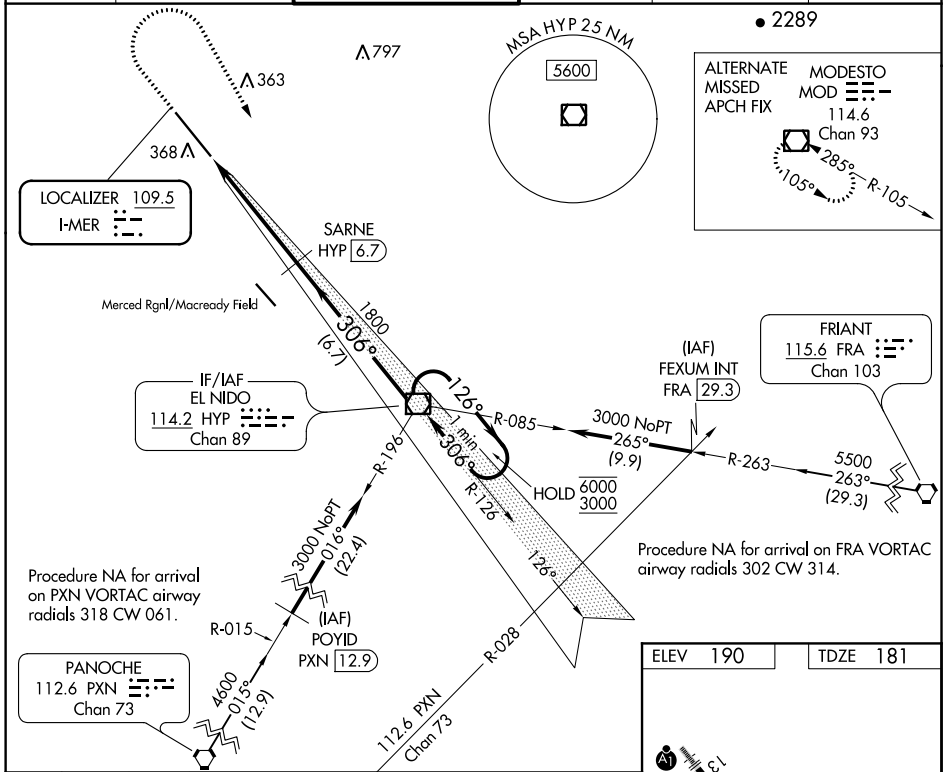 2289
797
363
368
MSA HYP 25 NM
5600
ALTERNATE
MISSED
APCH FIX
MODESTO
MOD
114.6
Chan 93
285°
R-105
105°
LOCALIZER 109.5
I-MER
SARNE
HYP 6.7
Merced Rgnl/Macready Field
1800
306°
(6.7)
IF/IAF
EL NIDO
114.2 HYP
Chan 89
126°
1 min
306°
R-126
126°
HOLD 6000
3000
R-085
3000 NoPT
265°
(9.9)
(IAF)
FEXUM INT
FRA 29.3
FRIANT
115.6 FRA
Chan 103
R-263
5500
263°
(29.3)
R-196
3000 NoPT
016°
(22.4)
Procedure NA for arrival
on PXN VORTAC airway
radials 318 CW 061.
Procedure NA for arrival on FRA VORTAC
airway radials 302 CW 314.
(IAF)
POYID
PXN 12.9
R-015
R-028
PANOCHE
112.6 PXN
Chan 73
4600
015°
(12.9)
112.6 PXN
Chan 73
ELEV 190
TDZE 181
A1
13